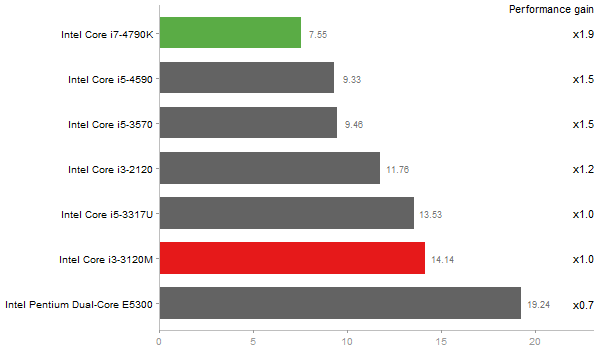 Performance gain
Intel Core i7-4790K 7.55 x1.9
Intel Core i5-4590 9.33 x1.5
Intel Core i5-3570 9.46 x1.5
Intel Core i3-2120 11.76 x1.2
Intel Core i5-3317U 13.53 x1.0
Intel Core i3-3120M 14.14 x1.0
Intel Pentium Dual-Core E5300 19.24 x0.7
0 5 10 15 20